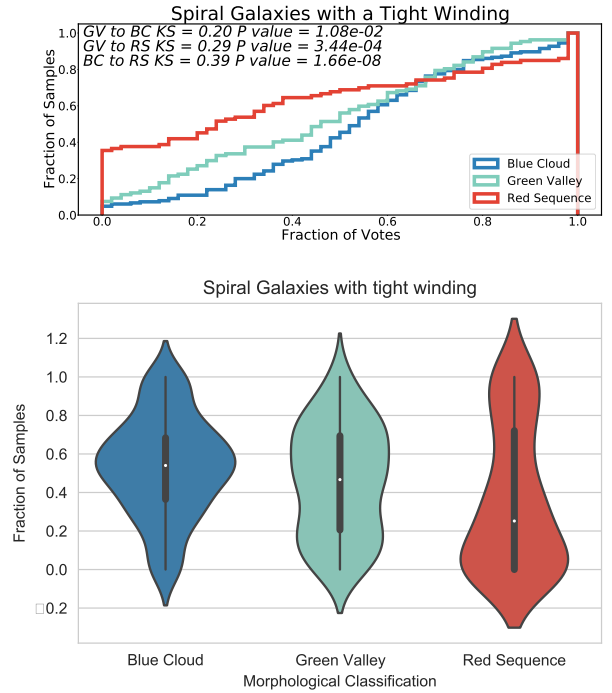 Spiral Galaxies with a Tight Winding
GV to BC KS = 0.20 P value = 1.08e-02
GV to RS KS = 0.29 P value = 3.44e-04
BC to RS KS = 0.39 P value = 1.66e-08
1.0
0.8
0.6
0.4
0.2
0.0
Fraction of Samples
Blue Cloud
Green Valley
Red Sequence
0.0 0.2 0.4 0.6 0.8 1.0
Fraction of Votes
Spiral Galaxies with tight winding
1.2
1.0
0.8
0.6
0.4
0.2
0.0
□0.2
Fraction of Samples
Blue Cloud Green Valley Red Sequence
Morphological Classification